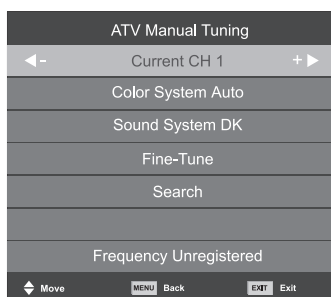 ATV Manual Tuning
- Current CH 1 +
Color System Auto
Sound System DK
Fine-Tune
Search
Frequency Unregistered
Move MENU Back EXIT Exit